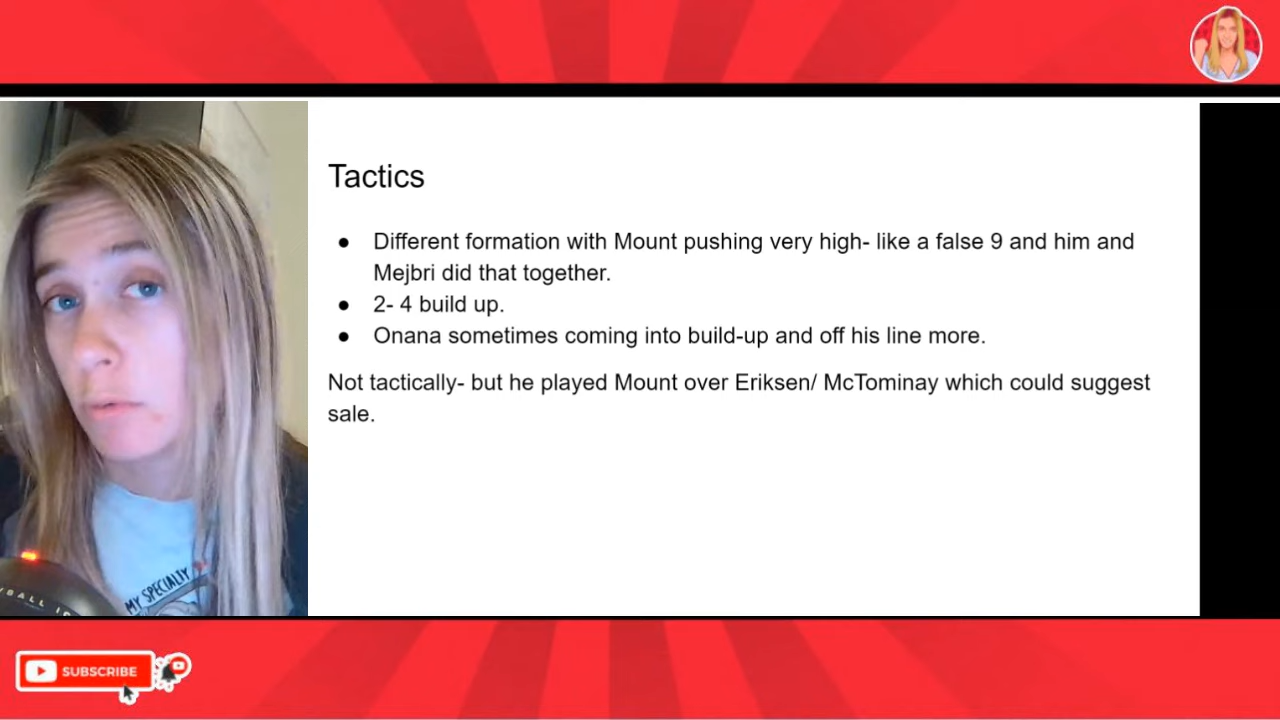 Tactics
● Different formation with Mount pushing very high- like a false 9 and him and
Mejbri did that together.
● 2- 4 build up.
● Onana sometimes coming into build-up and off his line more.
Not tactically- but he played Mount over Eriksen/ McTominay which could suggest
sale.
MY SPECIALTY
SUBSCRIBE